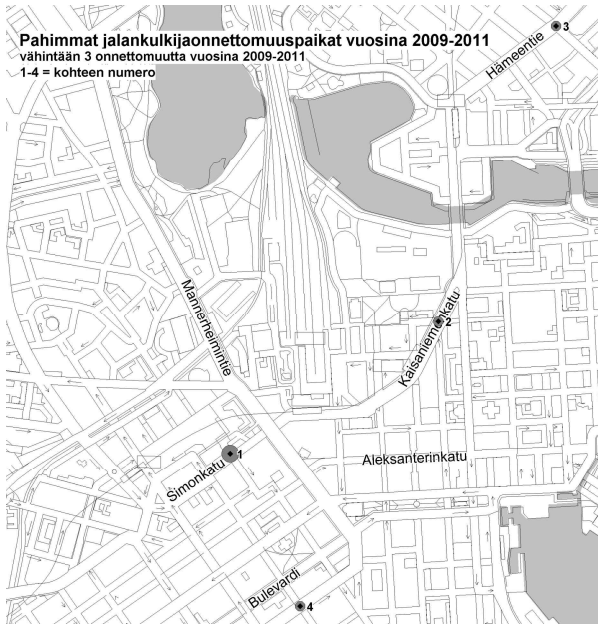 Pahimmat jalankulkijaonnettomuuspaikat vuosina 2009-2011
vähintään 3 onnettomuutta vuosina 2009-2011
1-4 = kohteen numero
3
Hämeentie
Mannerheimintie
Kaisaniemenkatu
2
Simonkatu
1
Aleksanterinkatu
Bulevardi
4